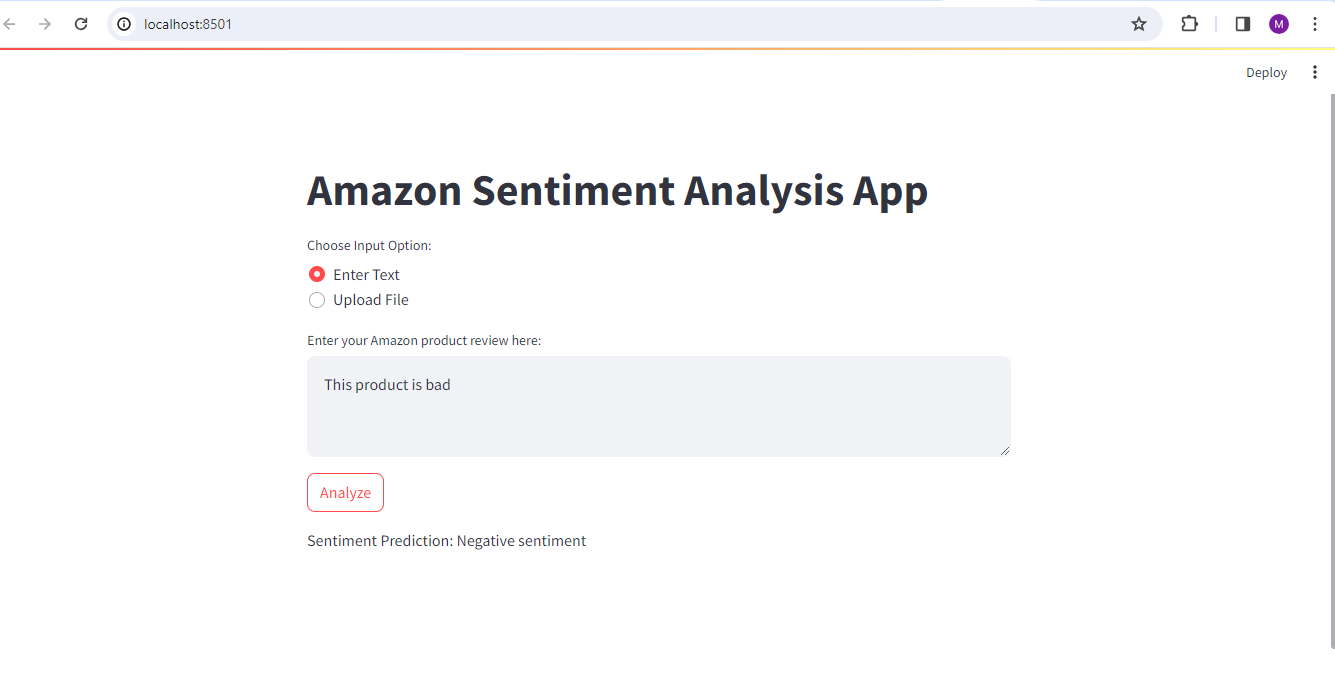 localhost:8501
M
Deploy
Amazon Sentiment Analysis App
Choose Input Option:
Enter Text
Upload File
Enter your Amazon product review here:
This product is bad
Analyze
Sentiment Prediction: Negative sentiment